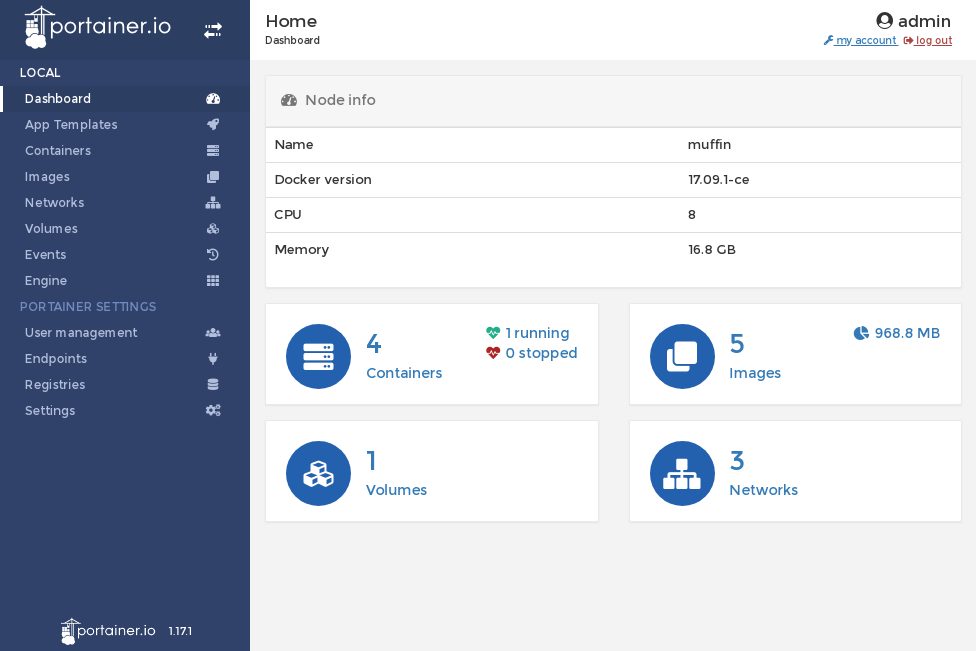 portainer.io
LOCAL
Dashboard
App Templates
Containers
Images
Networks
Volumes
Events
Engine
PORTAINER SETTINGS
User management
Endpoints
Registries
Settings
portainer.io 1.17.1
Home
Dashboard
admin
my account log out
Node info
Name muffin
Docker version 17.09.1-ce
CPU 8
Memory 16.8 GB
4
Containers
1 running
0 stopped
5
Images
968.8 MB
1
Volumes
3
Networks